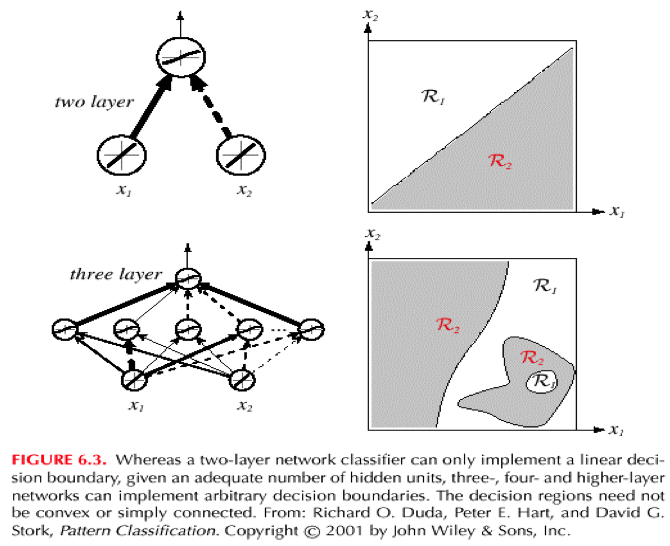 x2
two layer
R1
R2
x1
x2
x1
x2
three layer
R1
R2
R2
R1
x1
x2
x1
FIGURE 6.3. Whereas a two-layer network classifier can only implement a linear deci-
sion boundary, given an adequate number of hidden units, three-, four- and higher-layer
networks can implement arbitrary decision boundaries. The decision regions need not
be convex or simply connected. From: Richard O. Duda, Peter E. Hart, and David G.
Stork, Pattern Classification. Copyright © 2001 by John Wiley & Sons, Inc.